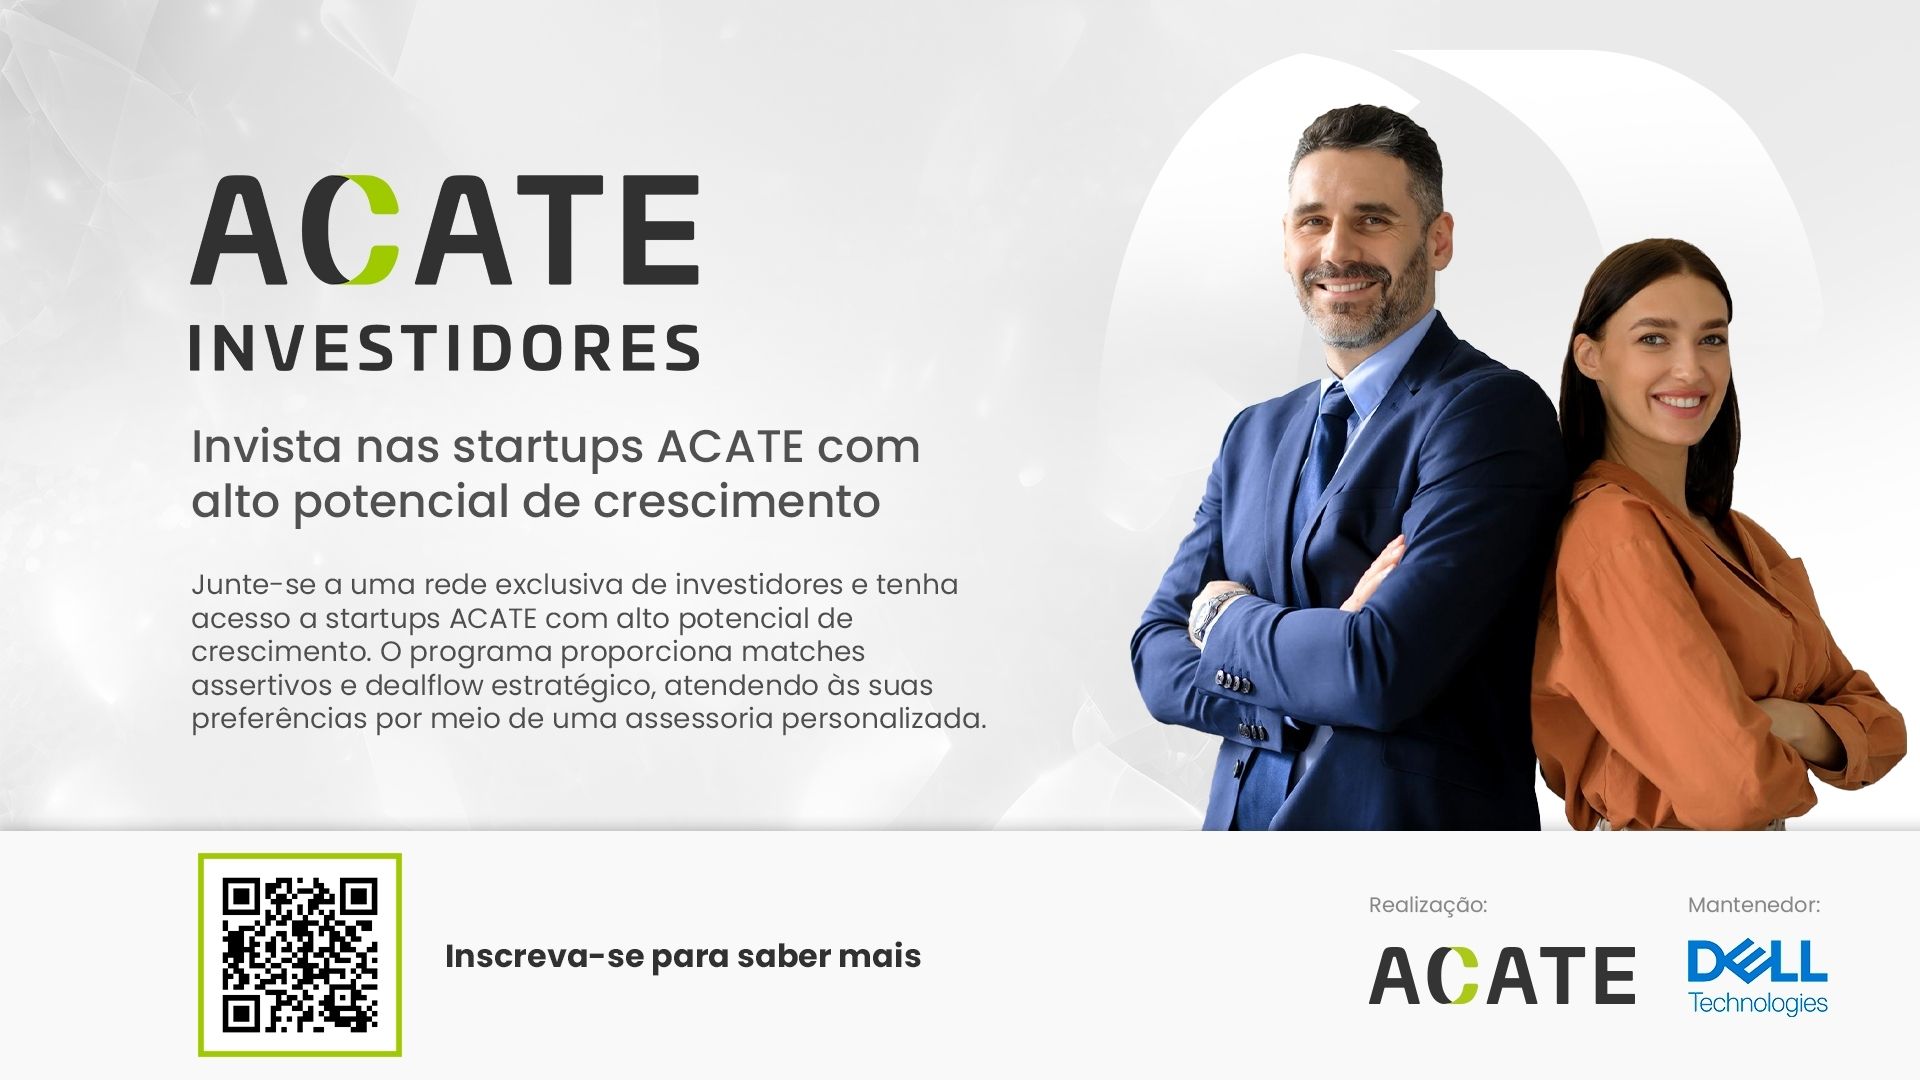 ACATE
INVESTIDORES
Invista nas startups ACATE com
alto potencial de crescimento
Junte-se a uma rede exclusiva de investidores e tenha
acesso a startups ACATE com alto potencial de
crescimento. O programa proporciona matches
assertivos e dealflow estratégico, atendendo às suas
preferências por meio de uma assessoria personalizada.
Inscreva-se para saber mais
Realização:
ACATE
Mantenedor:
DELL
Technologies